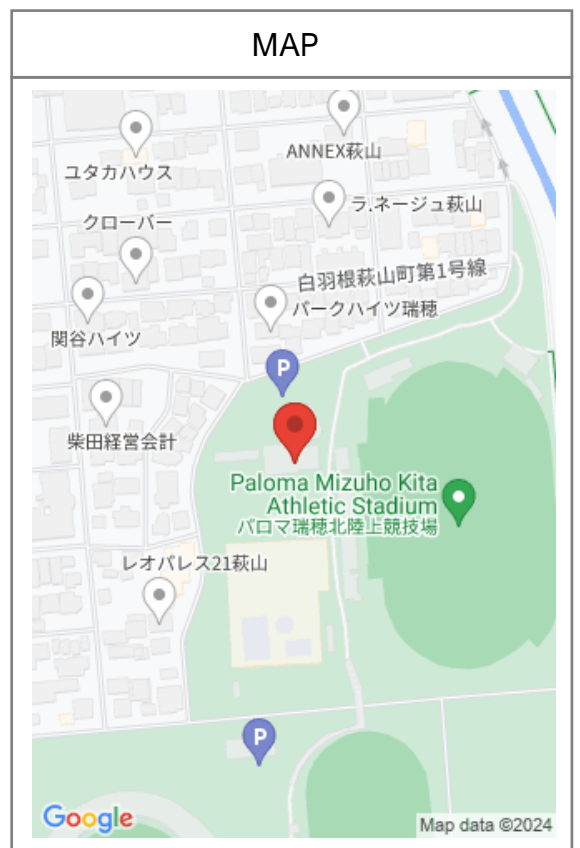 MAP
ANNEX萩山
ユタカハウス
ラ.ネージュ萩山
クローバー
白羽根萩山町第1号線
パークハイツ瑞穂
関谷ハイツ
P
柴田経営会計
Paloma Mizuho Kita
Athletic Stadium
パロマ瑞穂北陸上競技場
レオパレス21萩山
P
Google
Map data ©2024